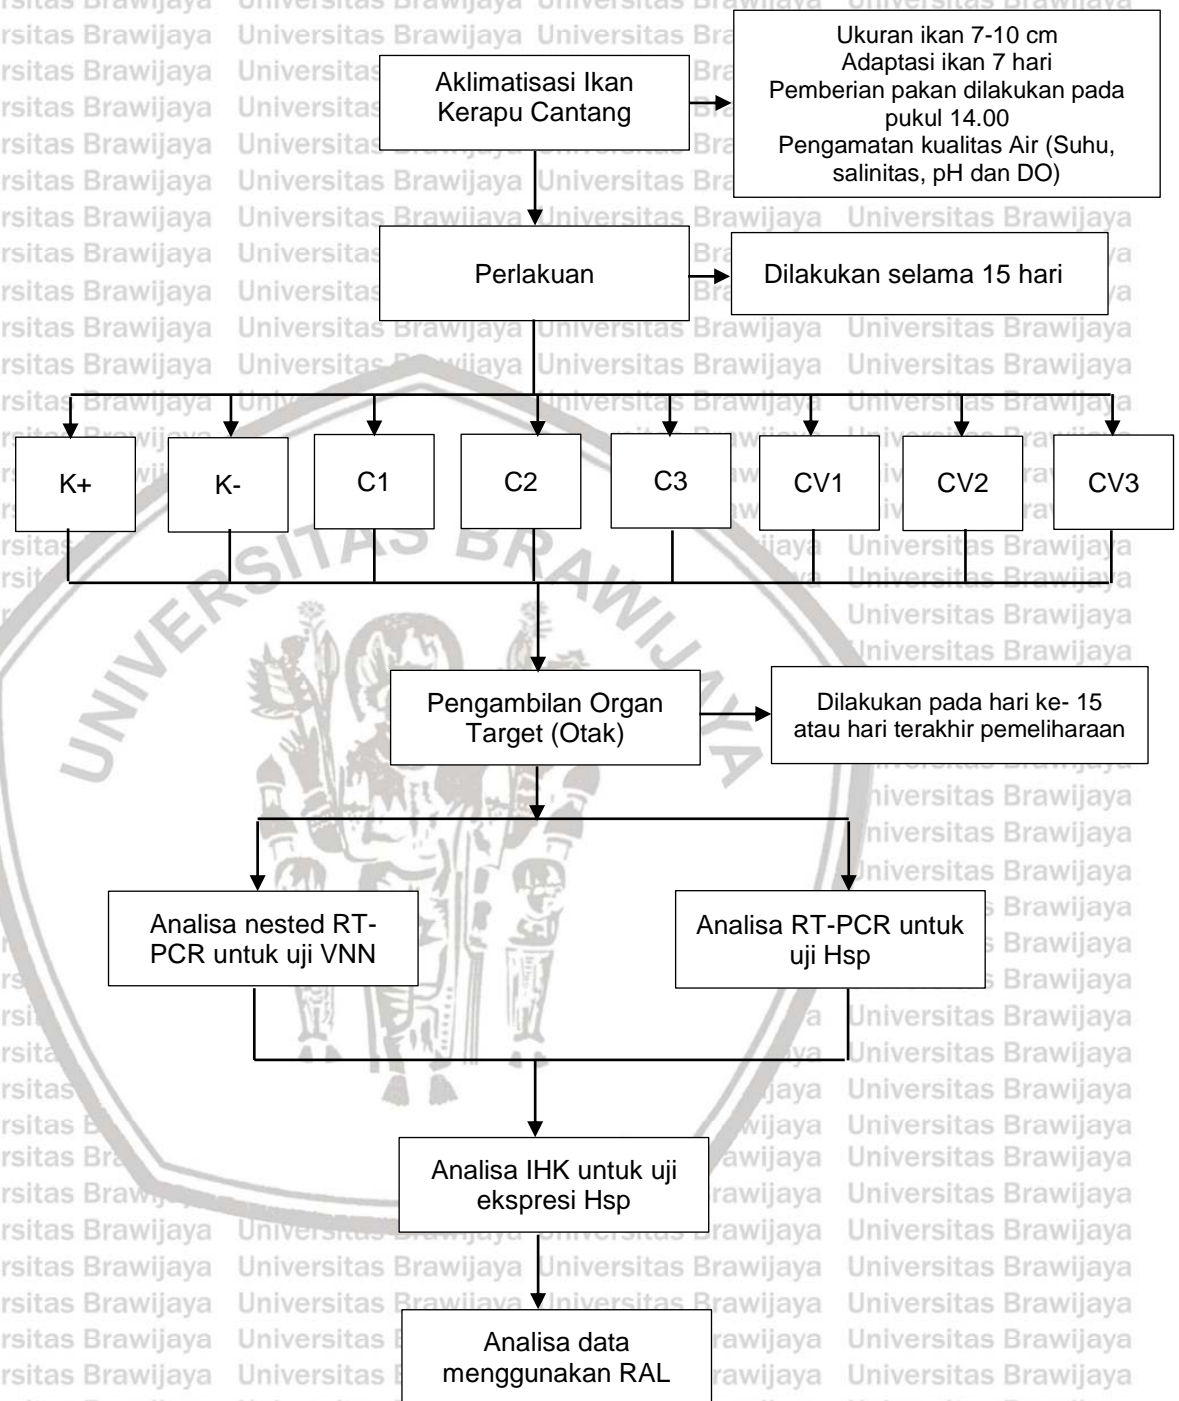 Aklimatisasi Ikan
Kerapu Cantang
Ukuran ikan 7-10 cm
Adaptasi ikan 7 hari
Pemberian pakan dilakukan pada
pukul 14.00
Pengamatan kualitas Air (Suhu,
salinitas, pH dan DO)
Perlakuan
Dilakukan selama 15 hari
K+
K-
C1
C2
C3
CV1
CV2
CV3
UNIVERSITAS BRAWIJAYA
Pengambilan Organ
Target (Otak)
Dilakukan pada hari ke- 15
atau hari terakhir pemeliharaan
Analisa nested RT-
PCR untuk uji VNN
Analisa RT-PCR untuk
uji Hsp
Analisa IHK untuk uji
ekspresi Hsp
Analisa data
menggunakan RAL